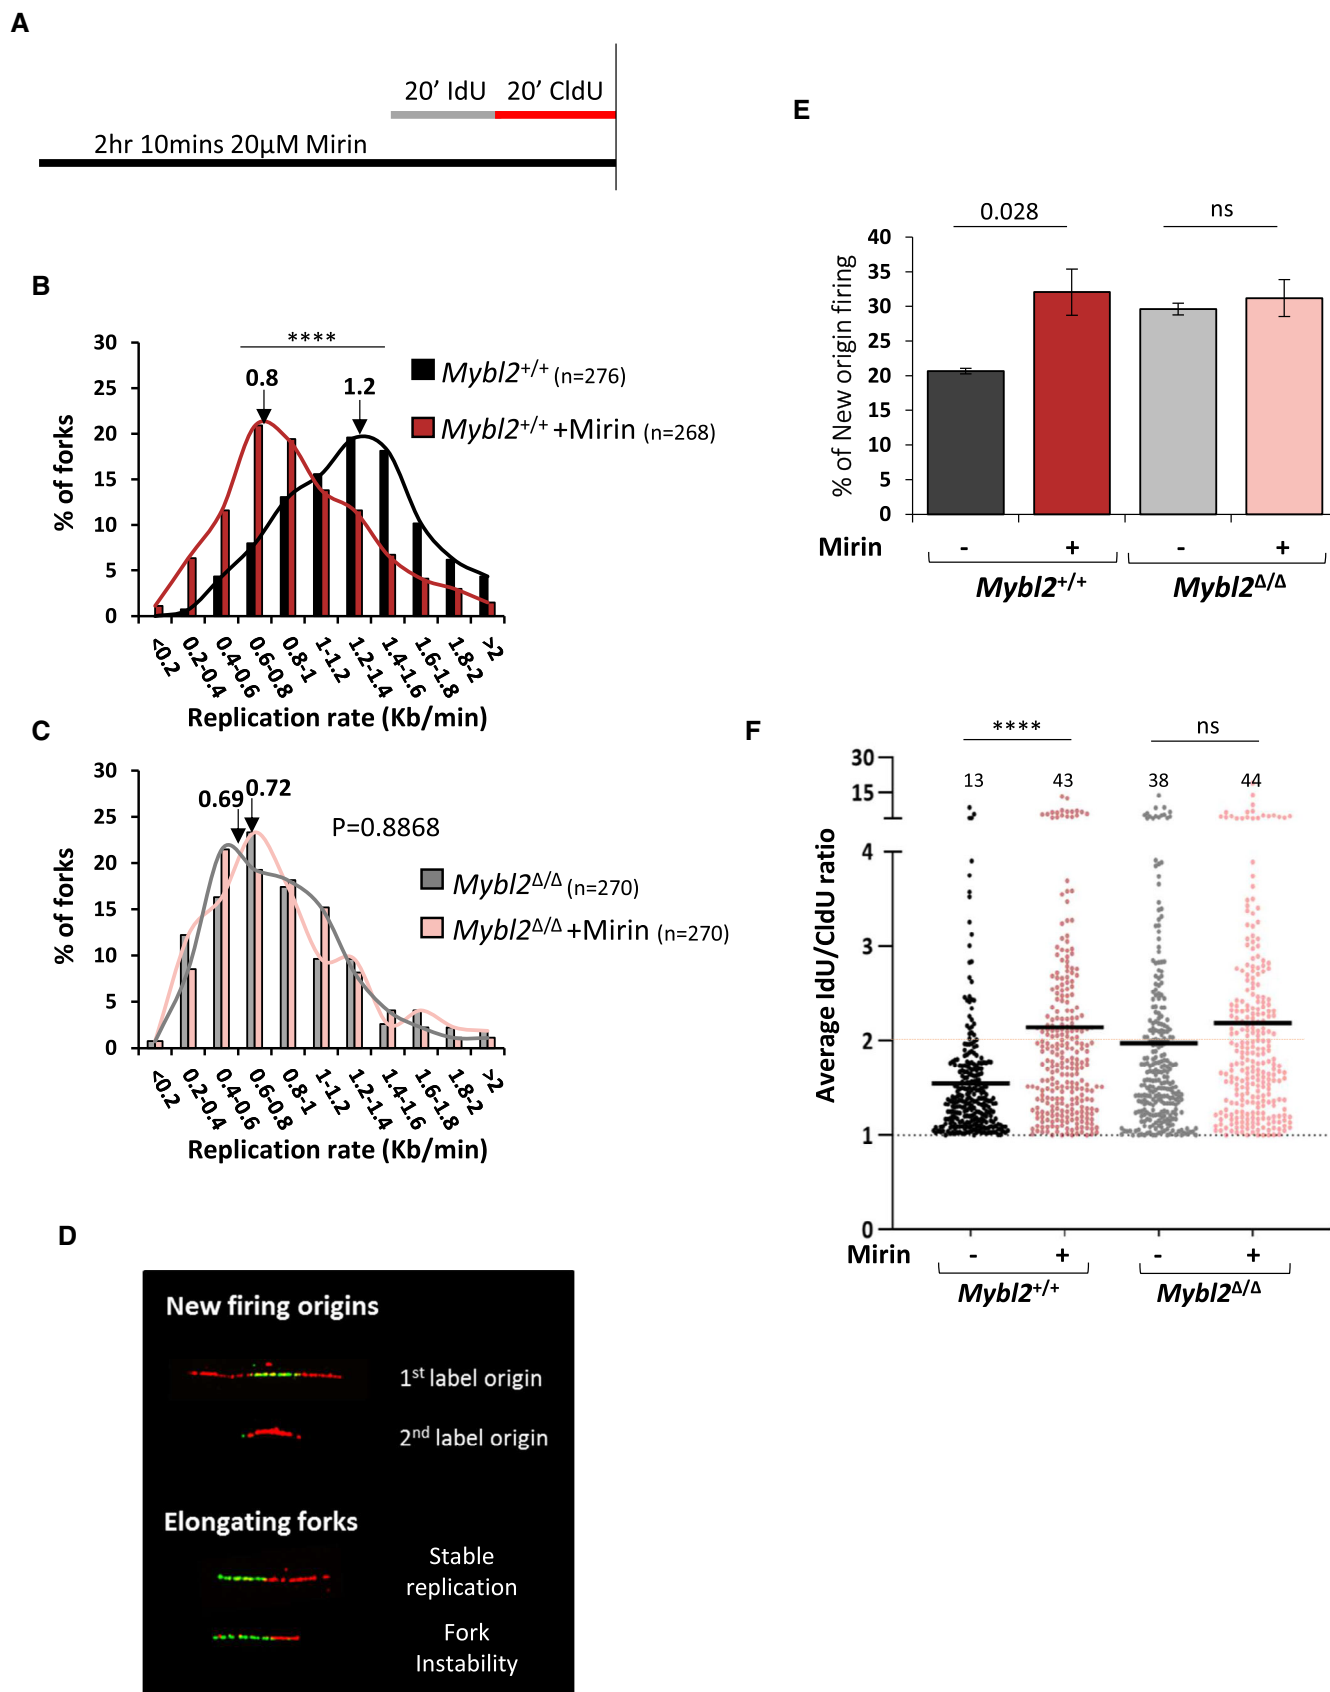 A
20' IdU 20' CldU
2hr 10mins 20µM Mirin
B
****
0.8
1.2
Mybl2+/+ (n=276)
Mybl2+/+ +Mirin (n=268)
% of forks
30
25
20
15
10
5
0
<0.2 0.2-0.4 0.4-0.6 0.6-0.8 0.8-1 1-1.2 1.2-1.4 1.4-1.6 1.6-1.8 1.8-2 >2
Replication rate (Kb/min)
C
0.69 0.72
P=0.8868
MybI2Δ/Δ (n=270)
Mybl2Δ/Δ +Mirin (n=270)
% of forks
30
25
20
15
10
5
0
<0.2 0.2-0.4 0.4-0.6 0.6-0.8 0.8-1 1-1.2 1.2-1.4 1.4-1.6 1.6-1.8 1.8-2 >2
Replication rate (Kb/min)
D
New firing origins
1st label origin
2nd label origin
Elongating forks
Stable
replication
Fork
Instability
E
0.028
ns
% of New origin firing
40
35
30
25
20
15
10
5
0
Mirin - + - +
Mybl2+/+ Mybl2Δ/Δ
F
**** ns
13 43 38 44
Average IdU/CldU ratio
30
15
4
3
2
1
0
Mirin - + - +
Mybl2+/+ Mybl2Δ/Δ